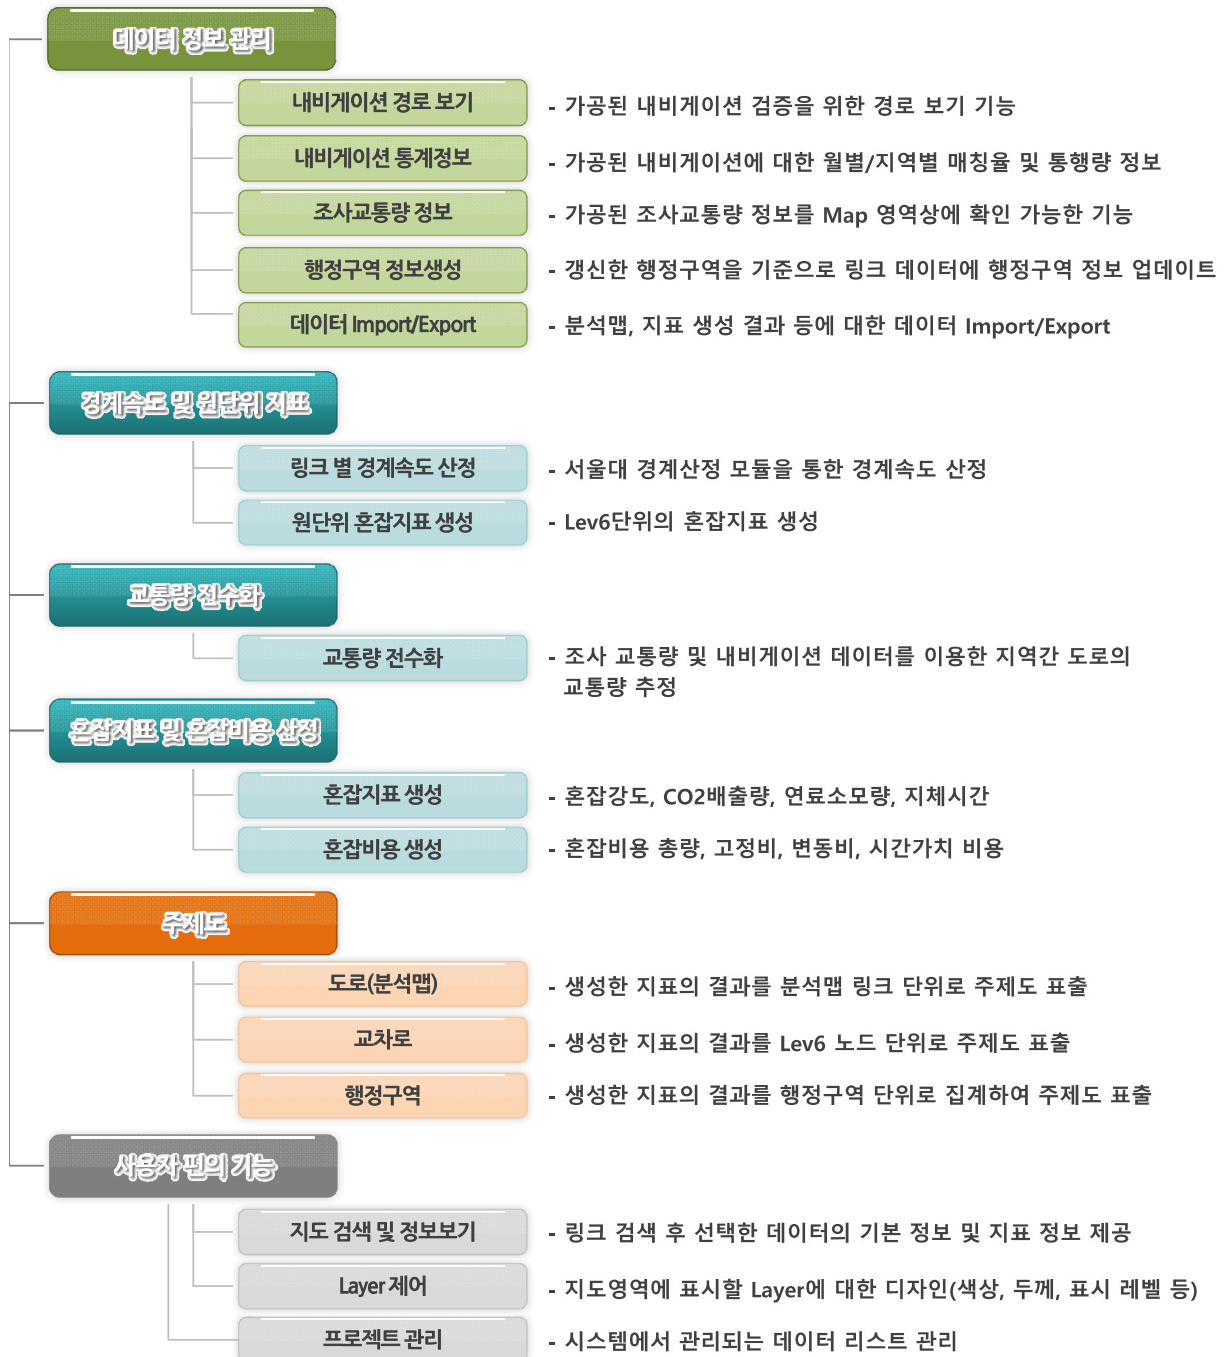 데이터 정보 관리
내비게이션 경로 보기 - 가공된 내비게이션 검증을 위한 경로 보기 기능
내비게이션 통계정보 - 가공된 내비게이션에 대한 월별/지역별 매칭율 및 통행량 정보
조사교통량 정보 - 가공된 조사교통량 정보를 Map 영역상에 확인 가능한 기능
행정구역 정보생성 - 갱신한 행정구역을 기준으로 링크 데이터에 행정구역 정보 업데이트
데이터 Import/Export - 분석맵, 지표 생성 결과 등에 대한 데이터 Import/Export
경계속도 및 원단위 지표
링크 별 경계속도 산정 - 서울대 경계산정 모듈을 통한 경계속도 산정
원단위 혼잡지표 생성 - Lev6단위의 혼잡지표 생성
교통량 전수화
교통량 전수화 - 조사 교통량 및 내비게이션 데이터를 이용한 지역간 도로의
교통량 추정
혼잡지표 및 혼잡비용 산정
혼잡지표 생성 - 혼잡강도, CO2배출량, 연료소모량, 지체시간
혼잡비용 생성 - 혼잡비용 총량, 고정비, 변동비, 시간가치 비용
주제도
도로(분석맵) - 생성한 지표의 결과를 분석맵 링크 단위로 주제도 표출
교차로 - 생성한 지표의 결과를 Lev6 노드 단위로 주제도 표출
행정구역 - 생성한 지표의 결과를 행정구역 단위로 집계하여 주제도 표출
사용자 편의 기능
지도 검색 및 정보보기 - 링크 검색 후 선택한 데이터의 기본 정보 및 지표 정보 제공
Layer 제어 - 지도영역에 표시할 Layer에 대한 디자인(색상, 두께, 표시 레벨 등)
프로젝트 관리 - 시스템에서 관리되는 데이터 리스트 관리